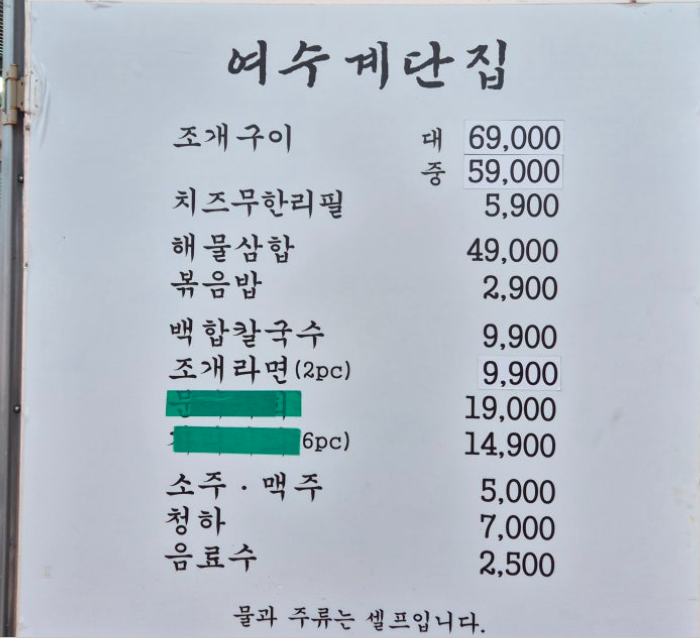 여수계단집
조개구이 대 69,000
중 59,000
치즈무한리필 5,900
해물삼합 49,000
볶음밥 2,900
백합칼국수 9,900
조개라면(2pc) 9,900
19,000
6pc) 14,900
소주 · 맥주 5,000
청하 7,000
음료수 2,500
물과 주류는 셀프입니다.